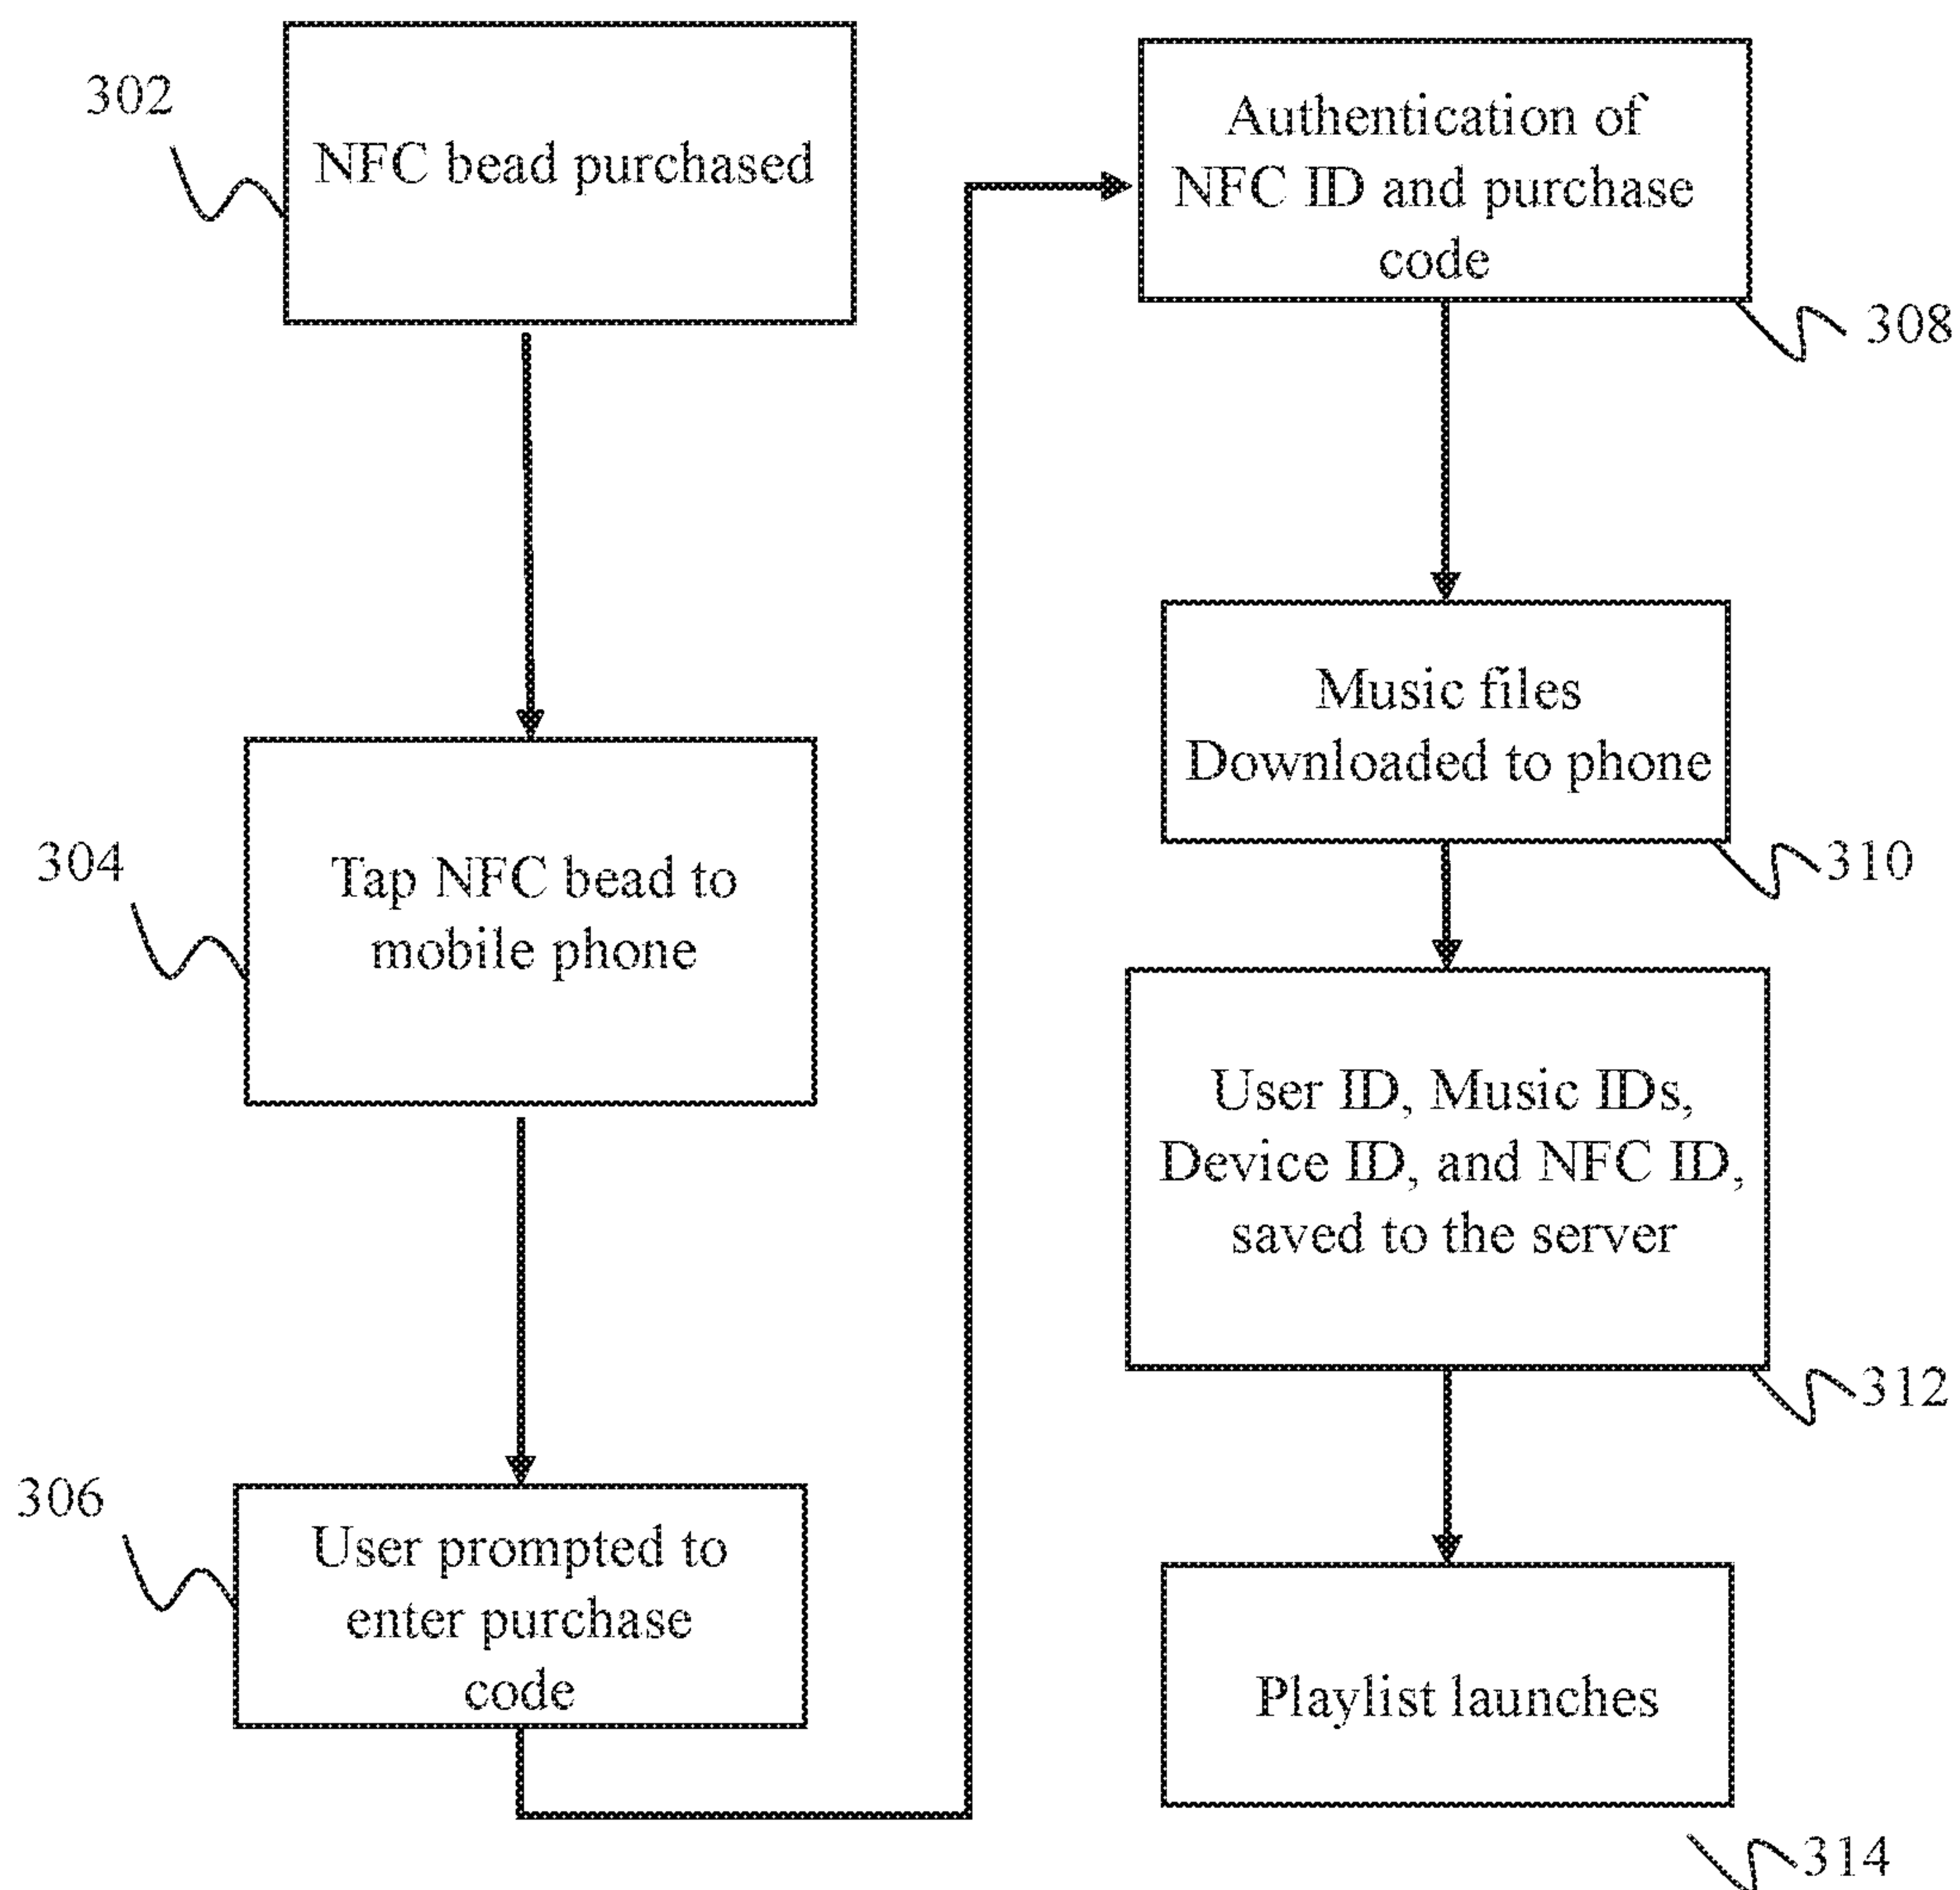 302
NFC bead purchased
304
Tap NFC bead to
mobile phone
306
User prompted to
enter purchase
code
Authentication of
NFC ID and purchase
code
308
Music files
Downloaded to phone
310
User ID, Music IDs,
Device ID, and NFC ID,
saved to the server
312
Playlist launches
314